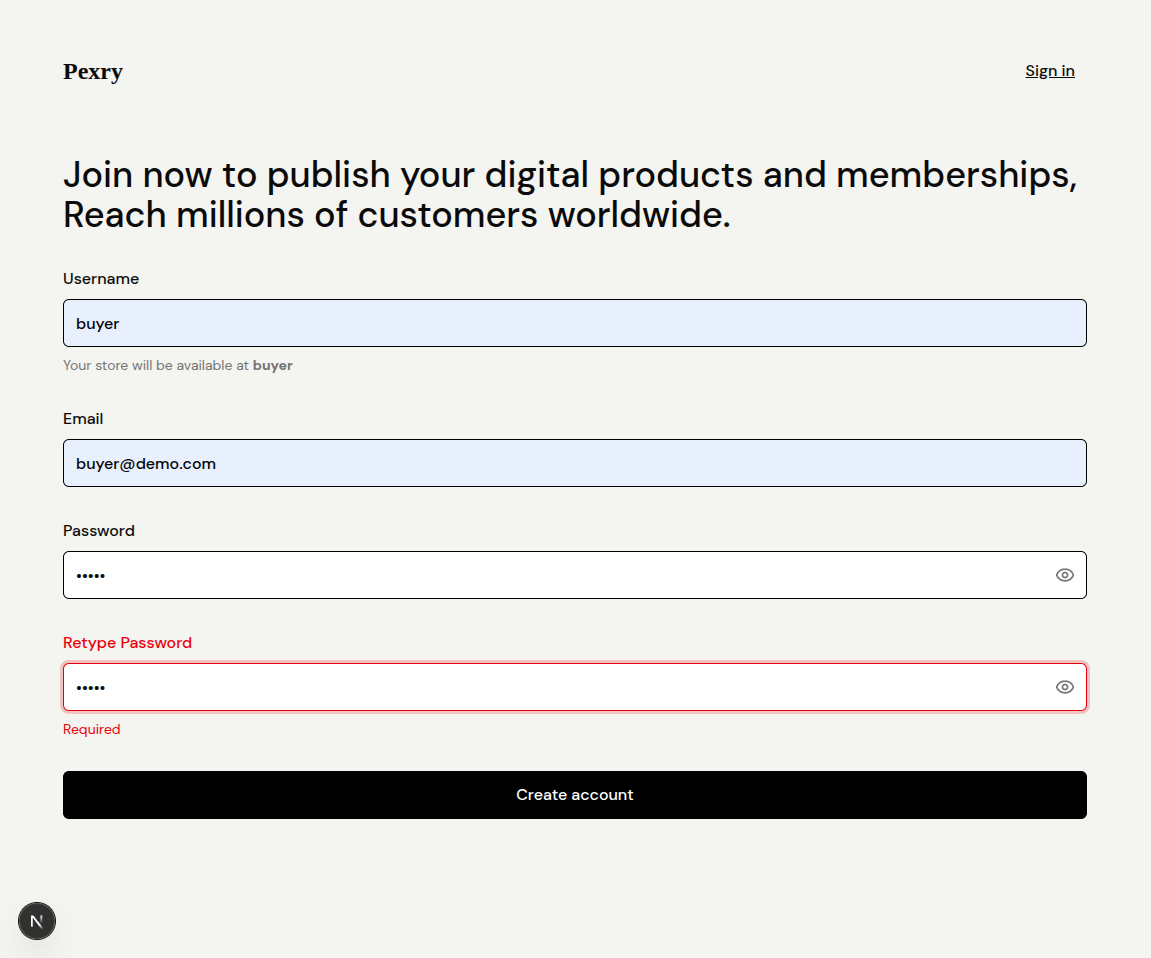 Pexry
Sign in
Join now to publish your digital products and memberships,
Reach millions of customers worldwide.
Username
buyer
Your store will be available at buyer
Email
buyer@demo.com
Password
•••••
Retype Password
•••••
Required
Create account
N